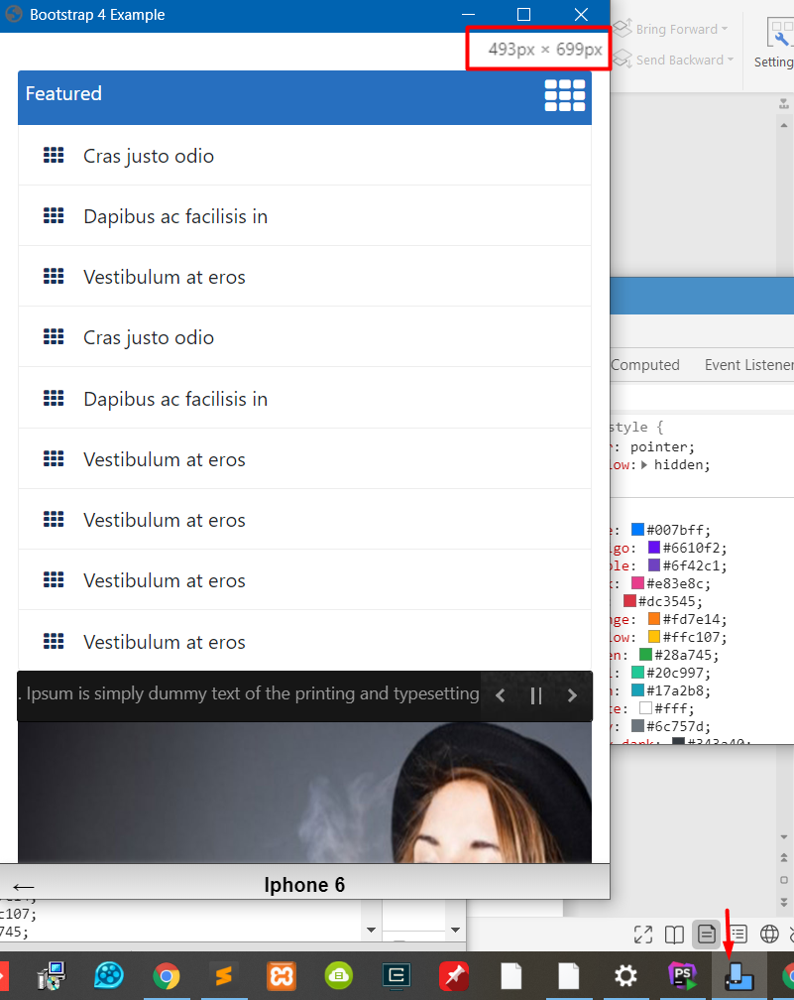 Bootstrap 4 Example
493px × 699px
Bring Forward
Send Backward
Setting
Featured
Cras justo odio
Dapibus ac facilisis in
Vestibulum at eros
Cras justo odio
Dapibus ac facilisis in
Vestibulum at eros
Vestibulum at eros
Vestibulum at eros
Vestibulum at eros
. Ipsum is simply dummy text of the printing and typesetting
Iphone 6
Computed Event Listener
style {
r: pointer;
low: hidden;
e: #007bff;
go: #6610f2;
ple: #6f42c1;
k: #e83e8c;
#dc3545;
nge: #fd7e14;
low: #ffc107;
en: #28a745;
l: #20c997;
n: #17a2b8;
te: #fff;
y: #6c757d;
dark: #343a40;
c107;
745;
PS